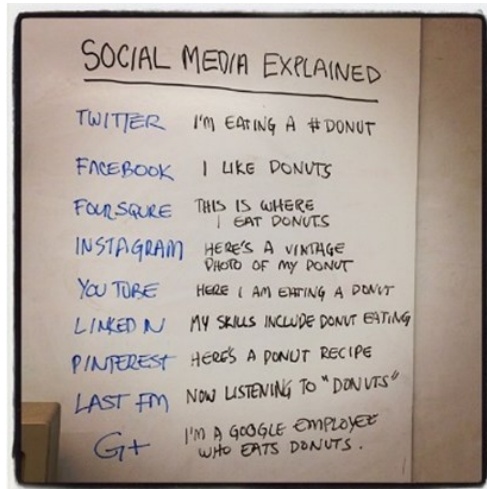 SOCIAL MEDIA EXPLAINED
TWITTER I'M EATING A #DONUT
FACEBOOK I LIKE DONUTS
FOURSQURE THIS IS WHERE
I EAT DONUTS
INSTAGRAM HERE'S A VINTAGE
PHOTO OF MY DONUT
YOU TUBE HERE I AM EATING A DONUT
LINKED IN MY SKILLS INCLUDE DONUT EATING
PINTEREST HERE'S A DONUT RECIPE
LAST FM NOW LISTENING TO "DONUTS"
G+ I'M A GOOGLE EMPLOYEE
WHO EATS DONUTS.